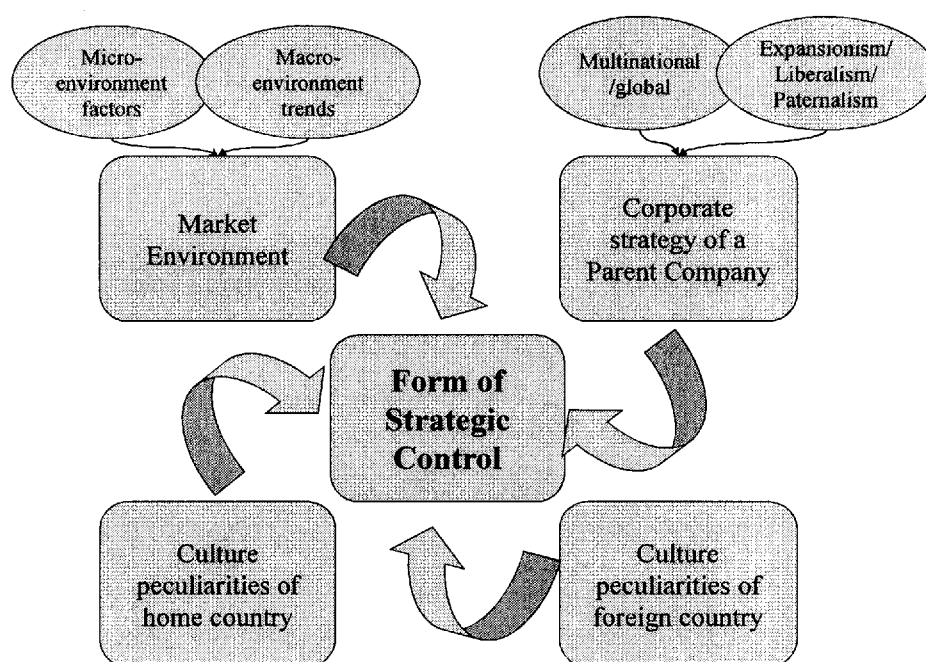 Micro-
environment
factors
Macro-
environment
trends
Multinational
/global
Expansionism/
Liberalism/
Paternalism
Market
Environment
Corporate
strategy of a
Parent Company
Form of
Strategic
Control
Culture
peculiarities of
home country
Culture
peculiarities of
foreign country